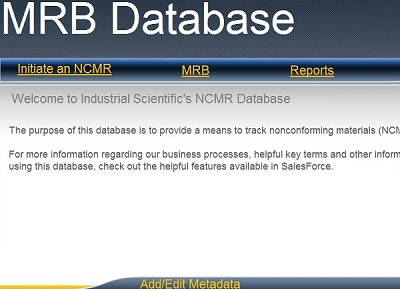 MRB Database
Initiate an NCMR MRB Reports
Welcome to Industrial Scientific's NCMR Database
The purpose of this database is to provide a means to track nonconforming materials (NCM
For more information regarding our business processes, helpful key terms and other inform
using this database, check out the helpful features available in SalesForce.
Add/Edit Metadata